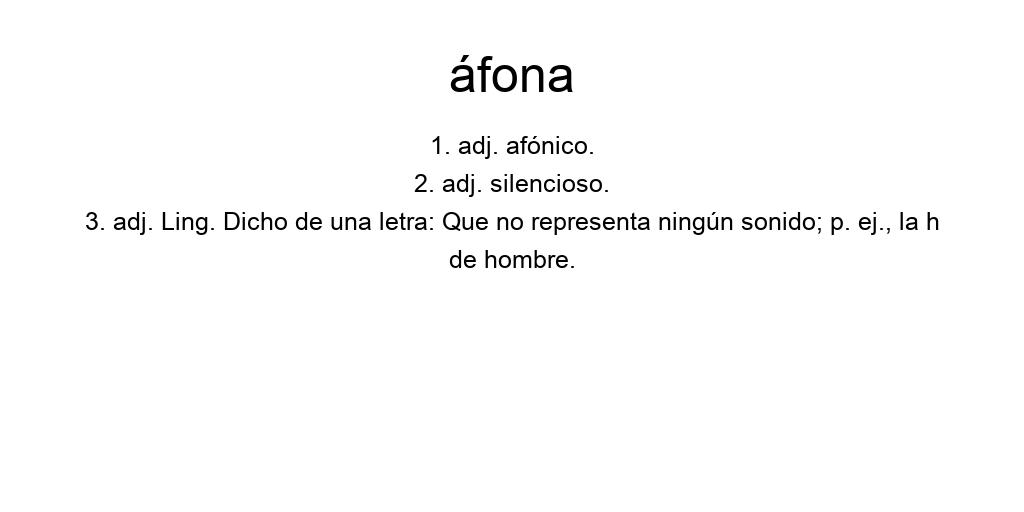 áfona
1. adj. afónico.
2. adj. silencioso.
3. adj. Ling. Dicho de una letra: Que no representa ningún sonido; p. ej., la h
de hombre.